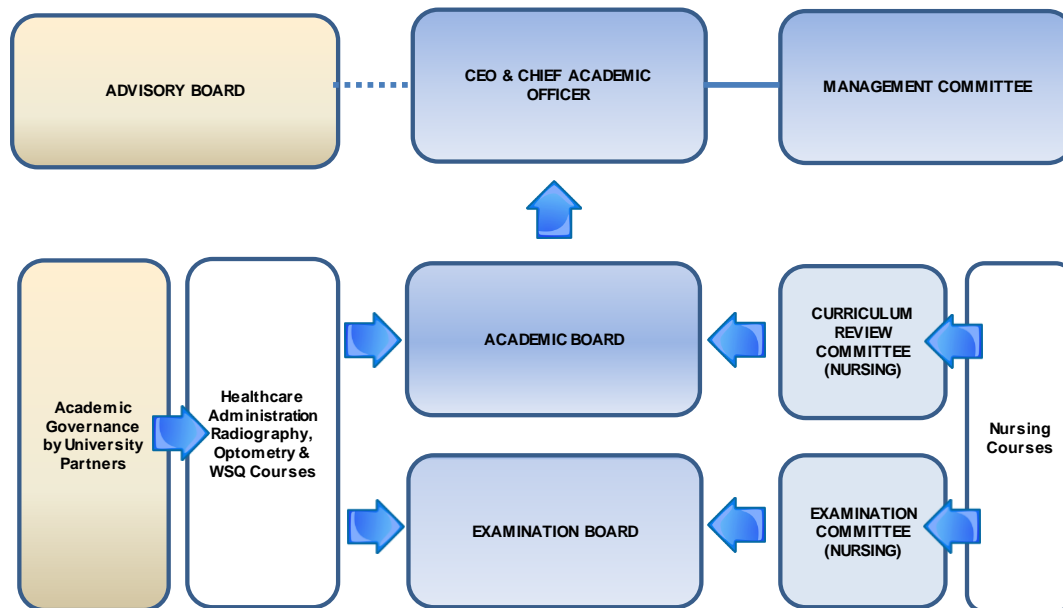 ADVISORY BOARD
CEO & CHIEF ACADEMIC
OFFICER
MANAGEMENT COMMITTEE
Academic
Governance
by University
Partners
Healthcare
Administration
Radiography,
Optometry &
WSQ Courses
ACADEMIC BOARD
CURRICULUM
REVIEW
COMMITTEE
(NURSING)
Nursing
Courses
EXAMINATION BOARD
EXAMINATION
COMMITTEE
(NURSING)